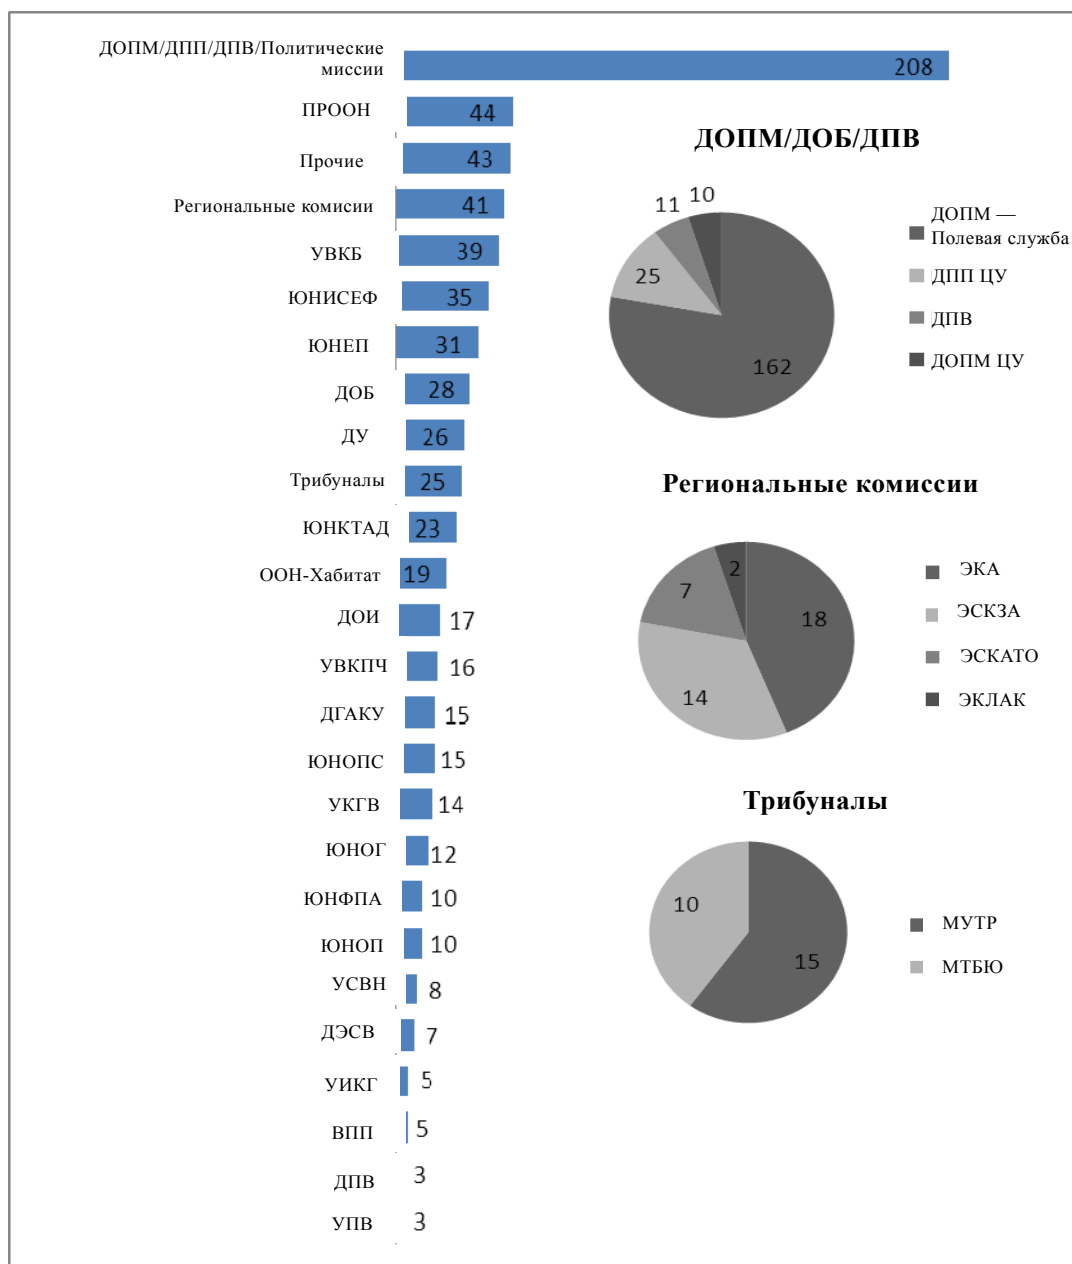 ДОПМ/ДПП/ДПВ/Политические
миссии
208
ПРООН
44
Прочие
43
Региональные комисии
41
УВКБ
39
ЮНИСЕФ
35
ЮНЕП
31
ДОБ
28
ДУ
26
Трибуналы
25
ЮНКТАД
23
ООН-Хабитат
19
ДОИ
17
УВКПЧ
16
ДГАКУ
15
ЮНОПС
15
УКГВ
14
ЮНОГ
12
ЮНФПА
10
ЮНОП
10
УСВН
8
ДЭСВ
7
УИКГ
5
ВПП
5
ДПВ
3
УПВ
3
ДОПМ/ДОБ/ДПВ
10
11
25
162
ДОПМ —
Полевая служба
ДПП ЦУ
ДПВ
ДОПМ ЦУ
Региональные комиссии
2
7
18
14
ЭКА
ЭСКЗА
ЭСКАТО
ЭКЛАК
Трибуналы
10
15
МУТР
МТБЮ